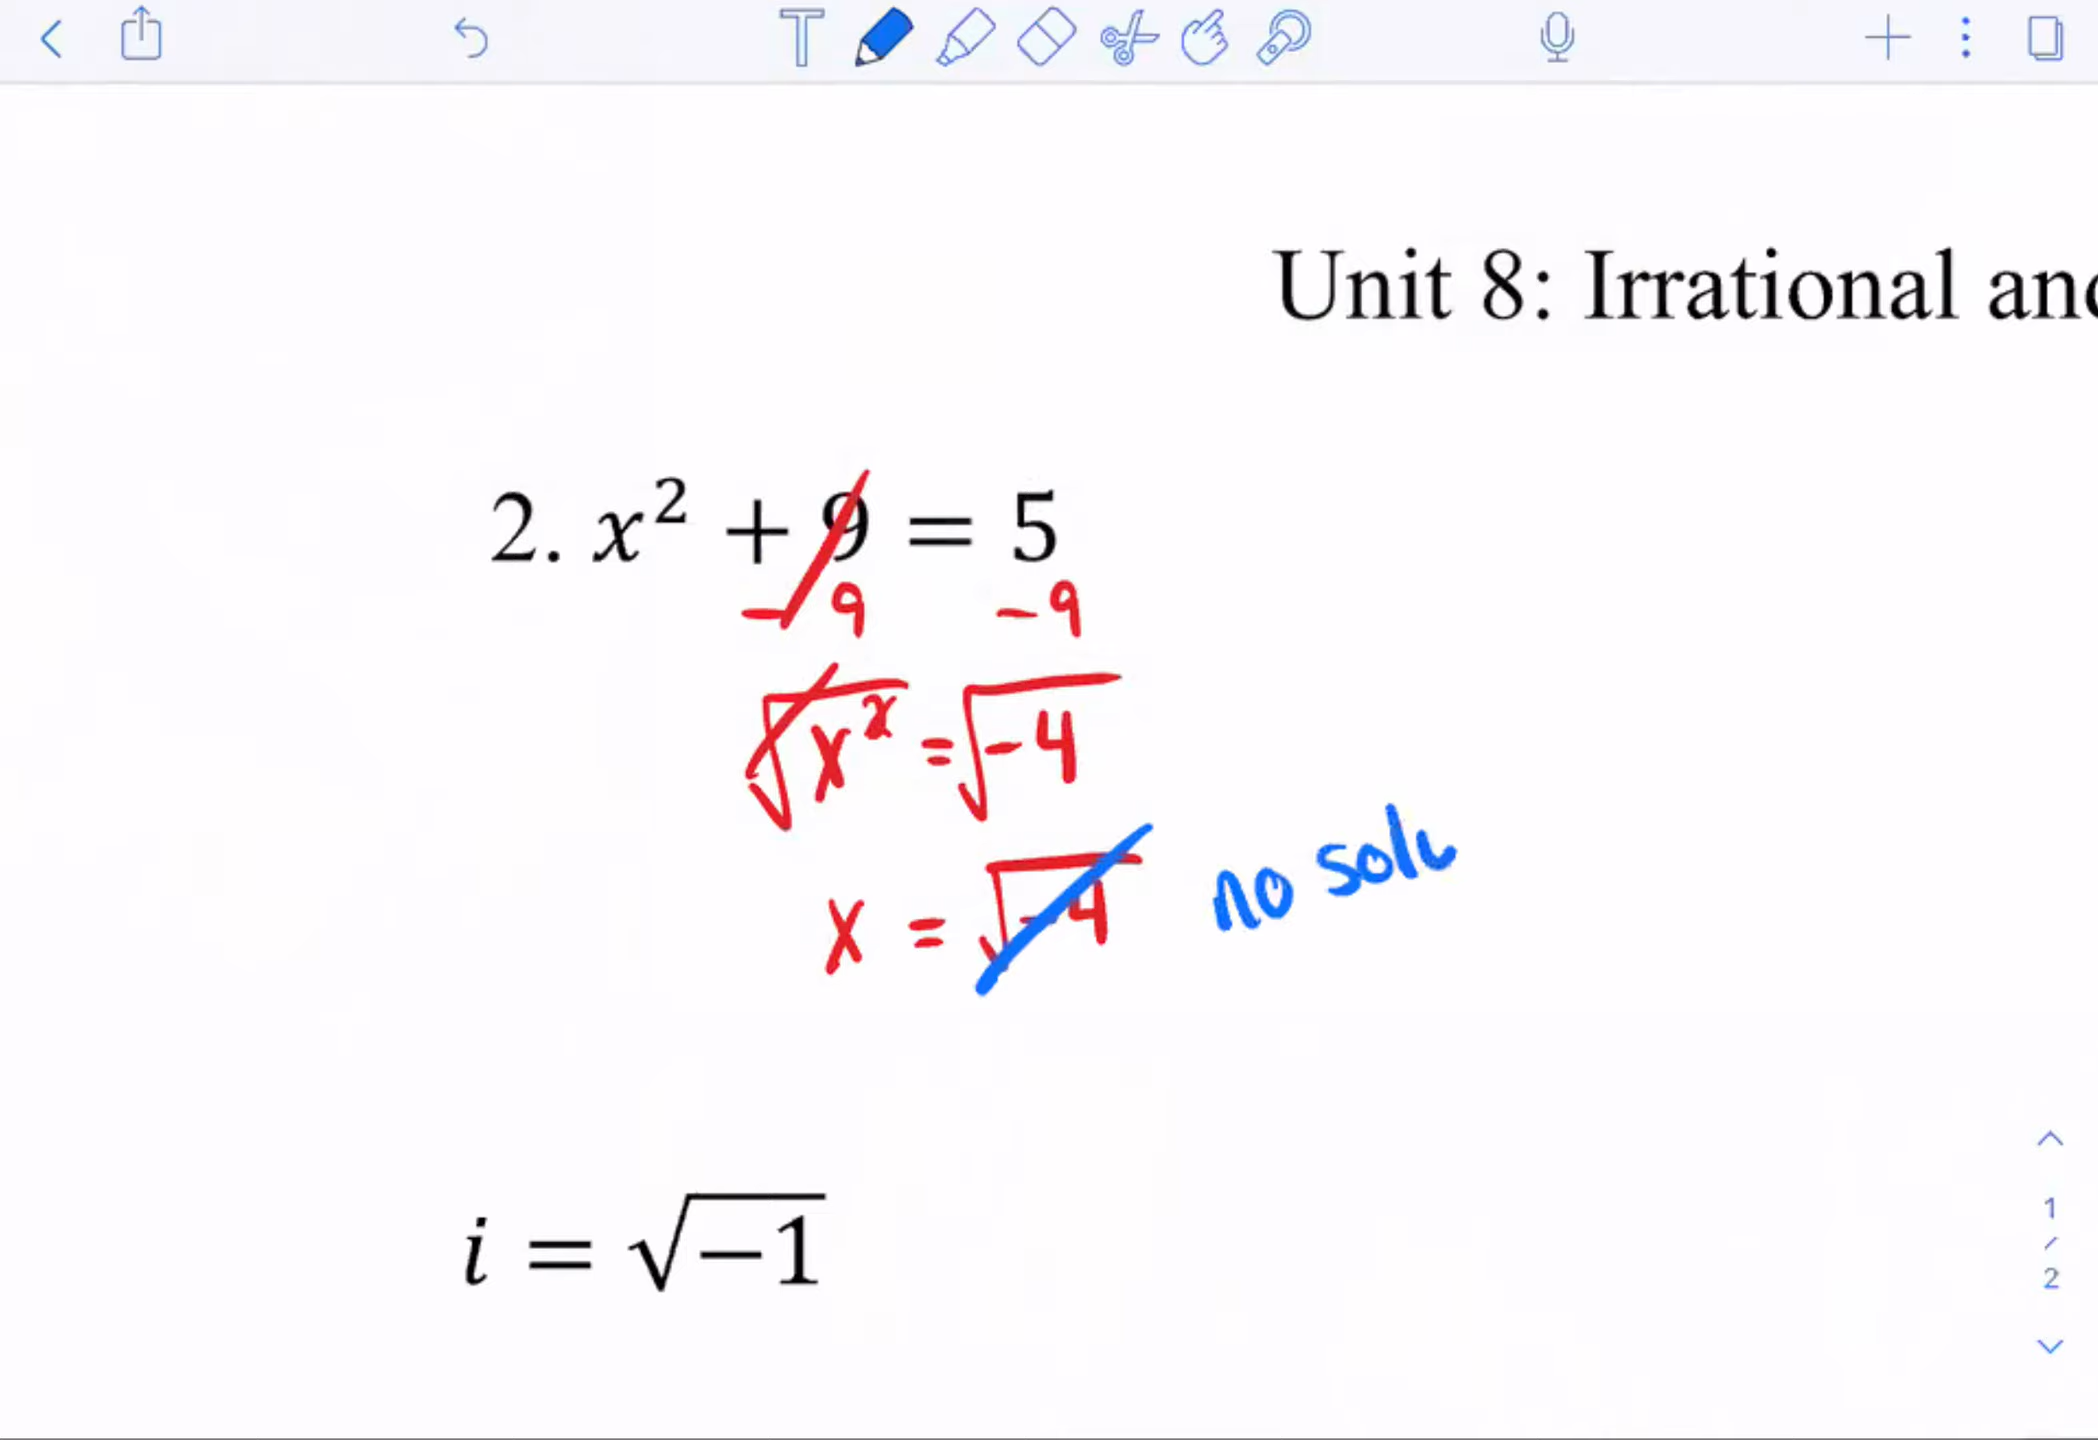 Unit 8: Irrational and
2. x² + 9 = 5
-9 -9
√x² = √-4
x = √-4 no solu
i = √−1
1
/
2